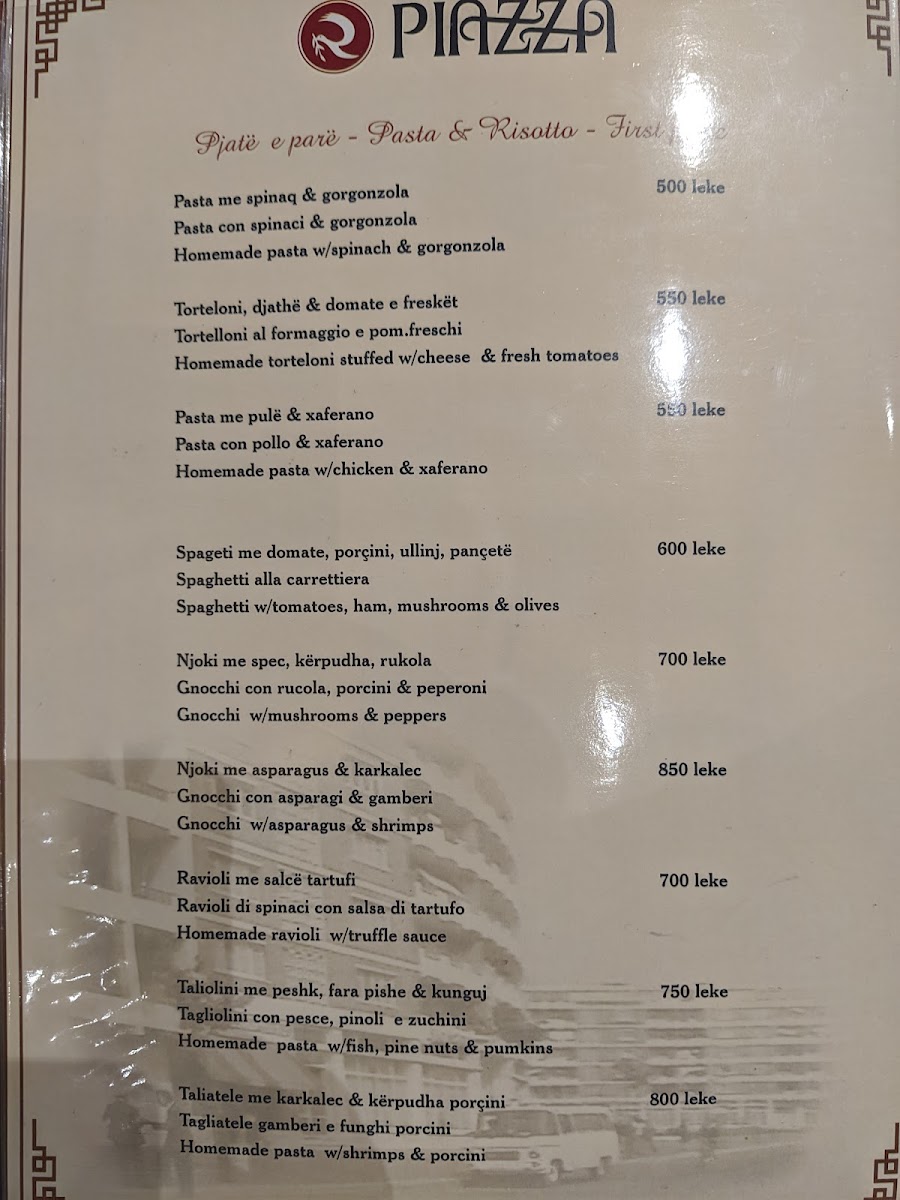 PIAZZA
Pjatë e parë - Pasta & Risotto - First
Pasta me spinaq & gorgonzola 500 leke
Pasta con spinaci & gorgonzola
Homemade pasta w/spinach & gorgonzola
Torteloni, djathë & domate e freskët 550 leke
Tortelloni al formaggio e pom.freschi
Homemade torteloni stuffed w/cheese & fresh tomatoes
Pasta me pulë & xaferano 550 leke
Pasta con pollo & xaferano
Homemade pasta w/chicken & xaferano
Spageti me domate, porçini, ullinj, pançetë 600 leke
Spaghetti alla carrettiera
Spaghetti w/tomatoes, ham, mushrooms & olives
Njoki me spec, kërpudha, rukola 700 leke
Gnocchi con rucola, porcini & peperoni
Gnocchi w/mushrooms & peppers
Njoki me asparagus & karkalec 850 leke
Gnocchi con asparagi & gamberi
Gnocchi w/asparagus & shrimps
Ravioli me salcë tartufi 700 leke
Ravioli di spinaci con salsa di tartufo
Homemade ravioli w/truffle sauce
Taliolini me peshk, fara pishe & kunguj 750 leke
Tagliolini con pesce, pinoli e zuchini
Homemade pasta w/fish, pine nuts & pumkins
Taliatele me karkalec & kërpudha porçini 800 leke
Tagliatele gamberi e funghi porcini
Homemade pasta w/shrimps & porcini